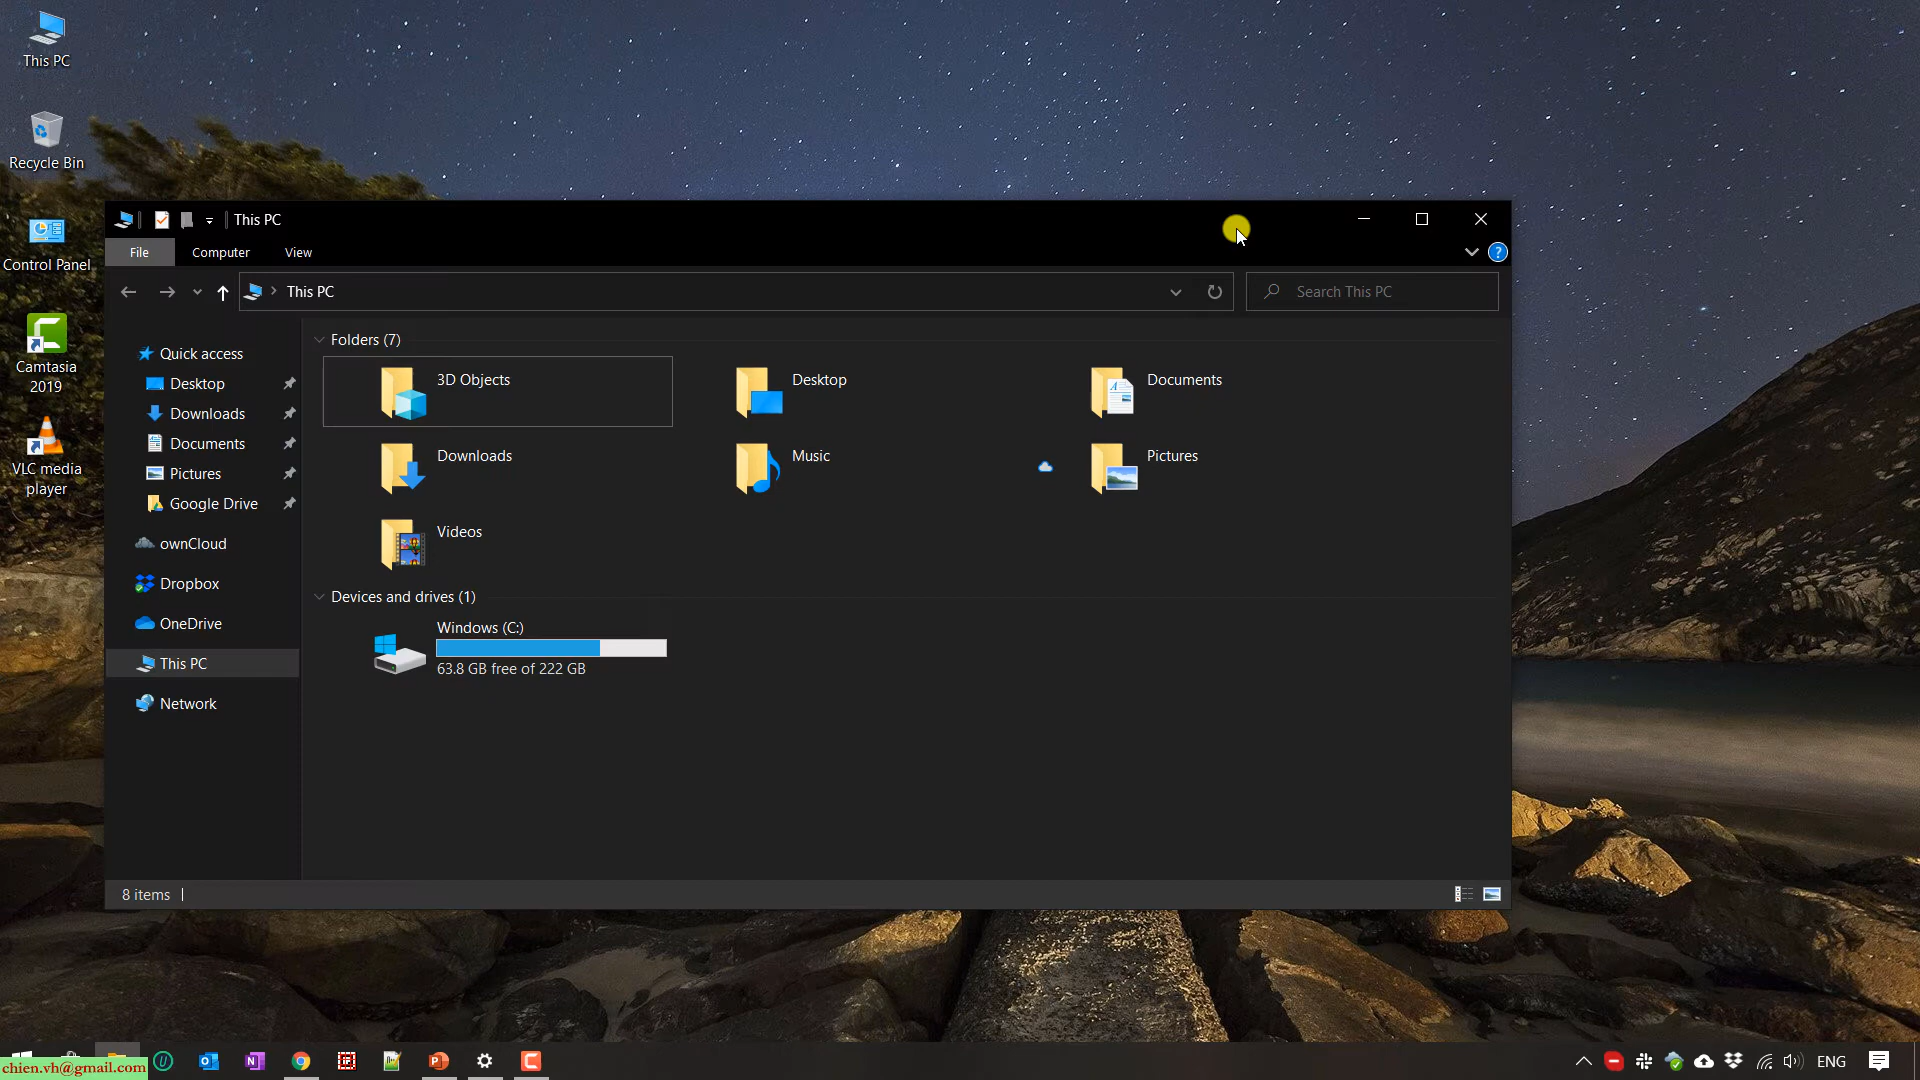 This PC
Recycle Bin
Control Panel
Camtasia
2019
VLC media
player
This PC
File
Computer
View
?
This PC
Search This PC
Quick access
Desktop
Downloads
Documents
Pictures
Google Drive
ownCloud
Dropbox
OneDrive
This PC
Network
Folders (7)
3D Objects
Desktop
Documents
Downloads
Music
Pictures
Videos
Devices and drives (1)
Windows (C:)
63.8 GB free of 222 GB
8 items
chien.vh@gmail.com
ENG